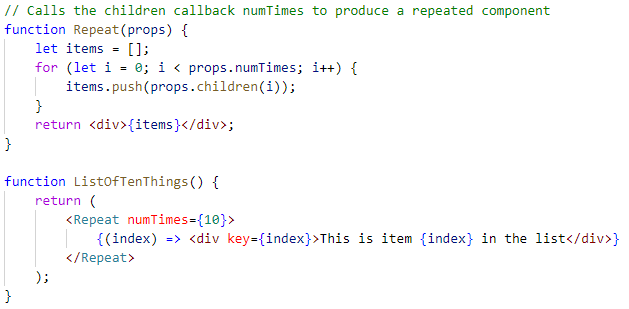 // Calls the children callback numTimes to produce a repeated component
function Repeat(props) {
    let items = [];
    for (let i = 0; i < props.numTimes; i++) {
        items.push(props.children(i));
    }
    return <div>{items}</div>;
}

function ListOfTenThings() {
    return (
        <Repeat numTimes={10}>
            {(index) => <div key={index}>This is item {index} in the list</div>}
        </Repeat>
    );
}